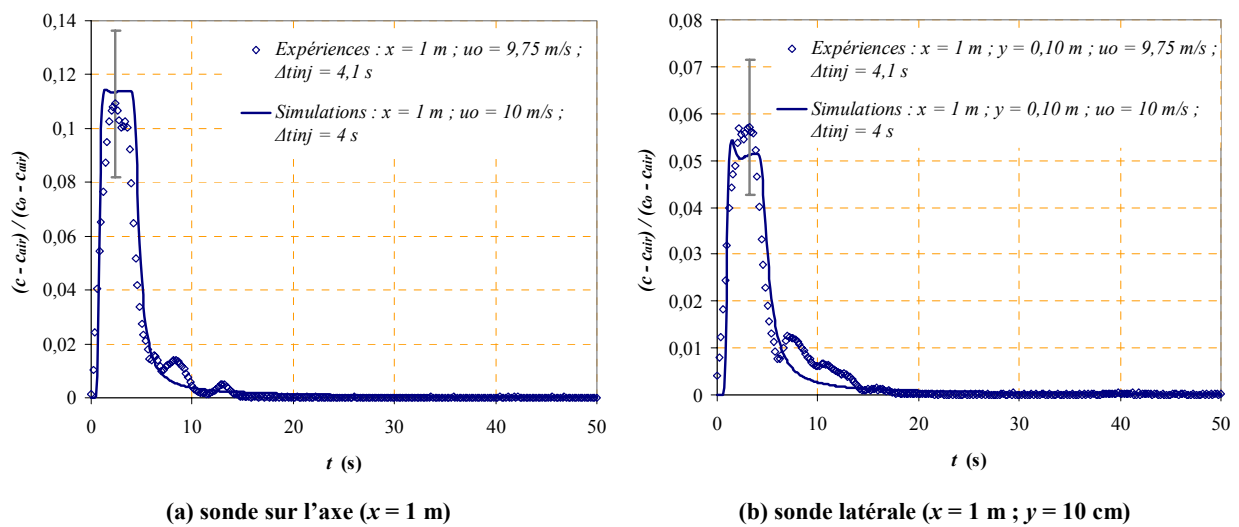 0,14
0,12
0,1
0,08
0,06
0,04
0,02
0
(c - cair) / (co - cair)
Expériences : x = 1 m ; uo = 9,75 m/s ;
Δtinj = 4,1 s
Simulations : x = 1 m ; uo = 10 m/s ;
Δtinj = 4 s
0 10 20 30 40 50
t (s)
(a) sonde sur l'axe (x = 1 m)
0,08
0,07
0,06
0,05
0,04
0,03
0,02
0,01
0
(c - cair) / (co - cair)
Expériences : x = 1 m ; y = 0,10 m ; uo = 9,75 m/s ;
Δtinj = 4,1 s
Simulations : x = 1 m ; y = 0,10 m ; uo = 10 m/s ;
Δtinj = 4 s
0 10 20 30 40 50
t (s)
(b) sonde latérale (x = 1 m ; y = 10 cm)